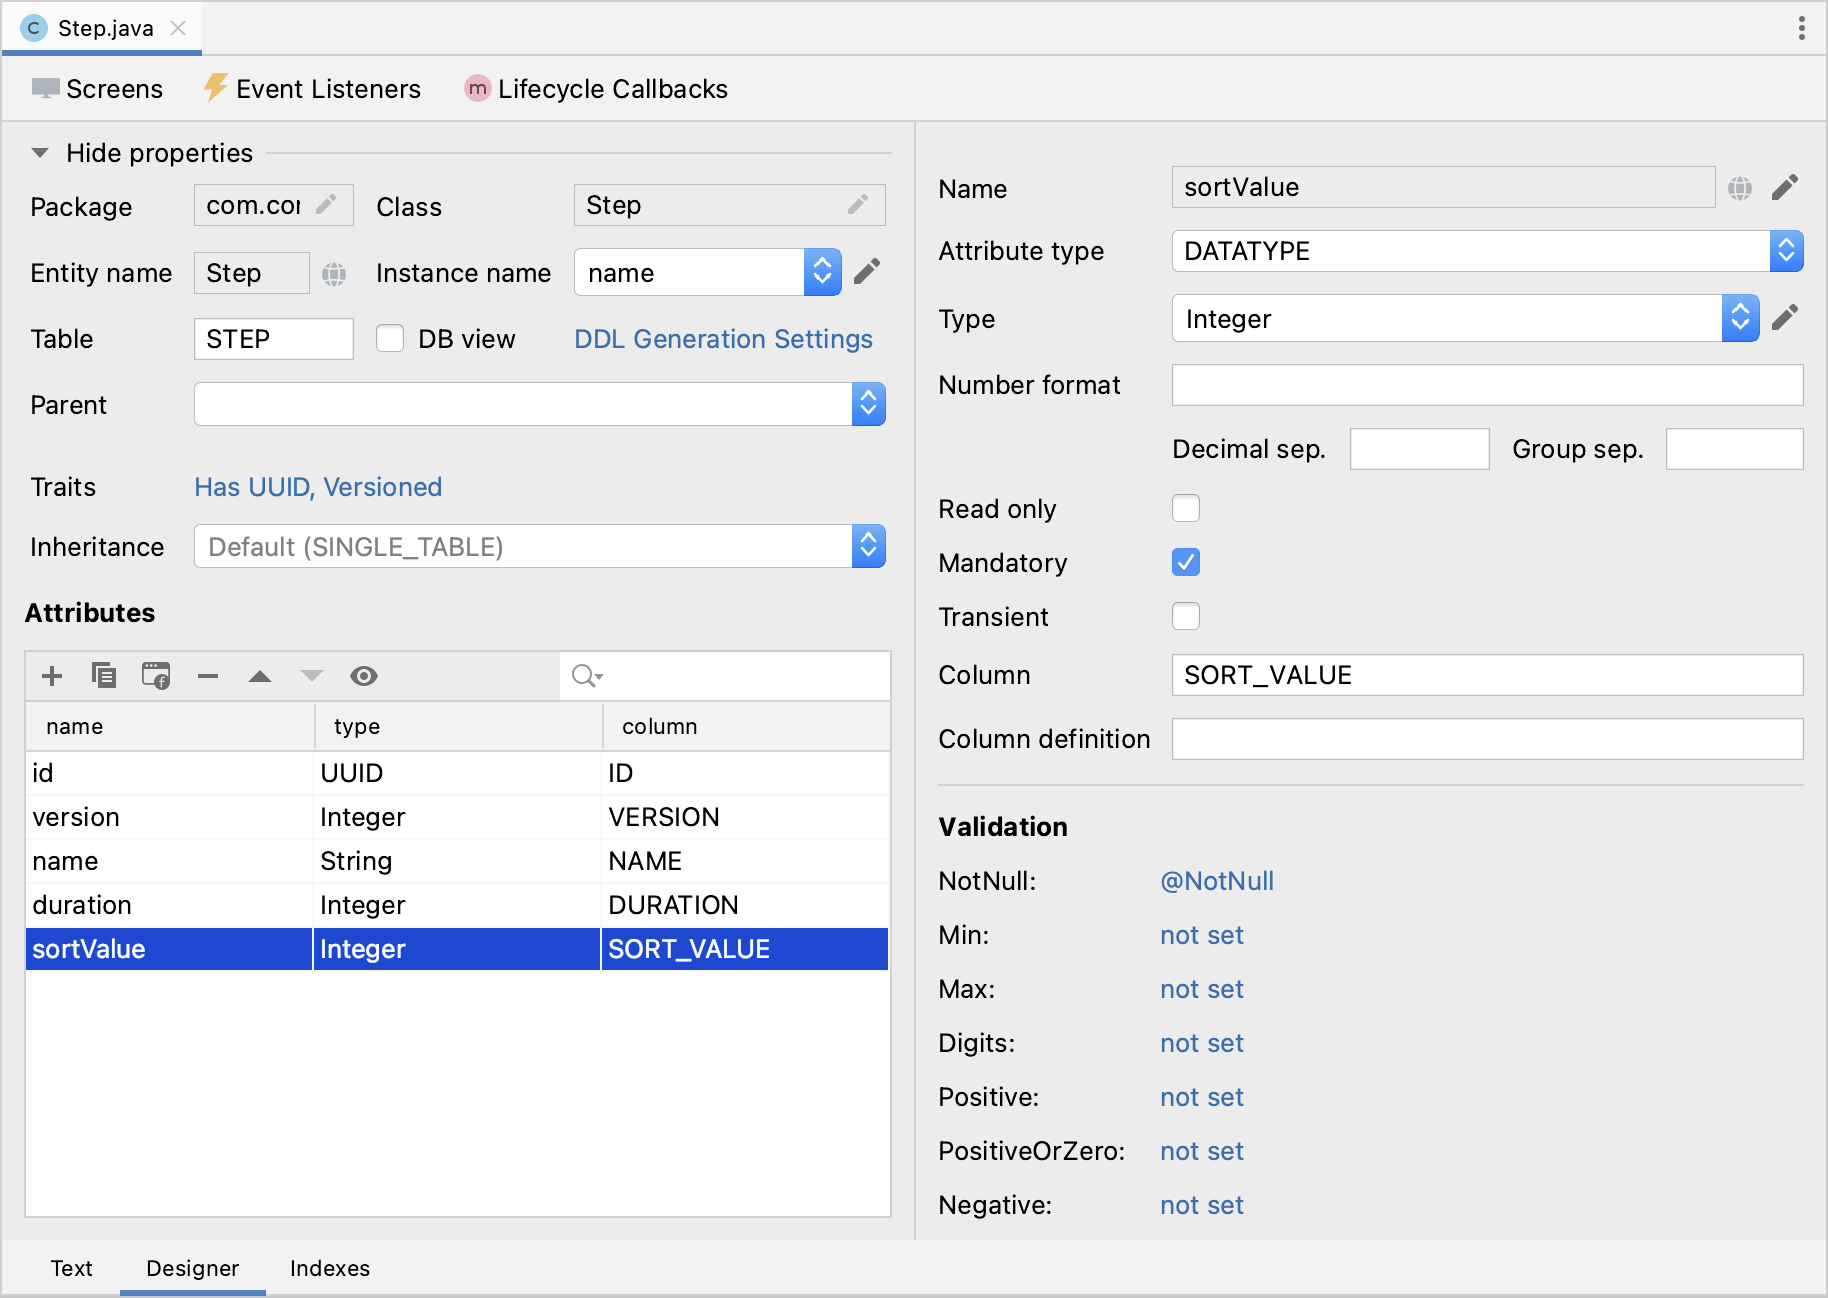 C Step.java
Screens Event Listeners m Lifecycle Callbacks
Hide properties
Package com.cor Class Step
Entity name Step Instance name name
Table STEP DB view DDL Generation Settings
Parent
Traits Has UUID, Versioned
Inheritance Default (SINGLE_TABLE)
Attributes
name type column
id UUID ID
version Integer VERSION
name String NAME
duration Integer DURATION
sortValue Integer SORT_VALUE
Name sortValue
Attribute type DATATYPE
Type Integer
Number format
Decimal sep. Group sep.
Read only
Mandatory
Transient
Column SORT_VALUE
Column definition
Validation
NotNull: @NotNull
Min: not set
Max: not set
Digits: not set
Positive: not set
PositiveOrZero: not set
Negative: not set
Text Designer Indexes